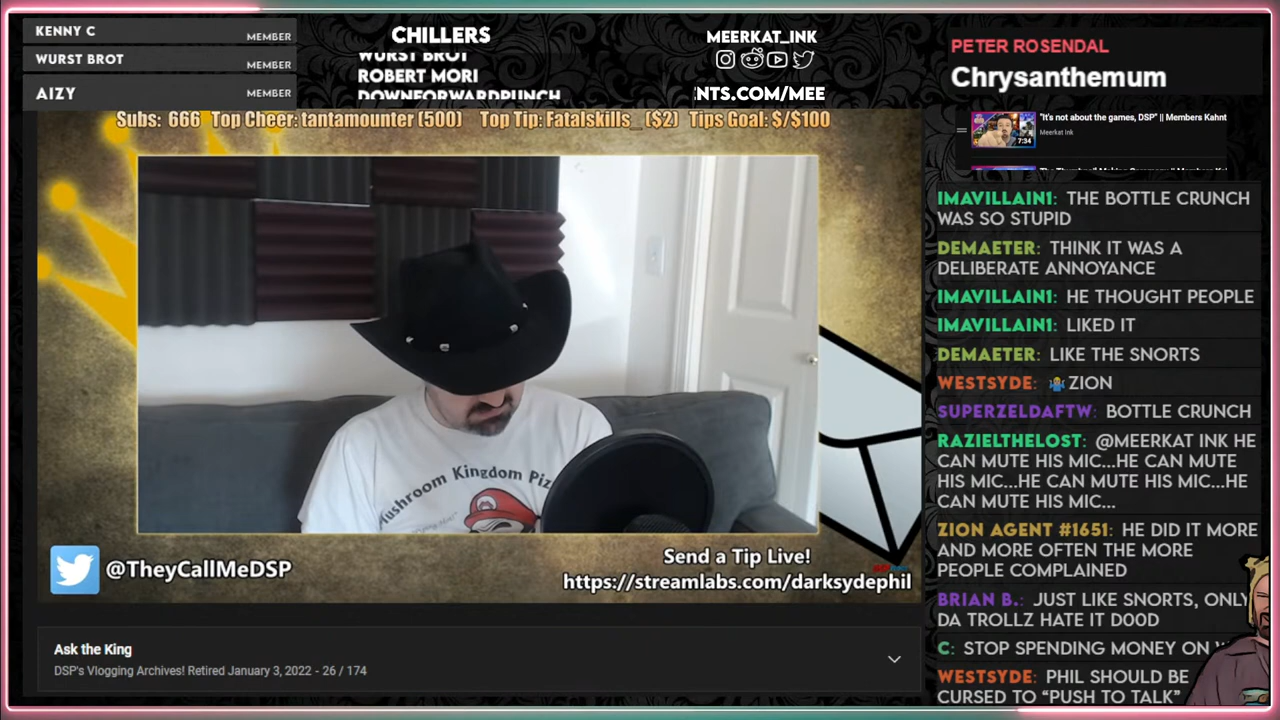 KENNY C
MEMBER
WURST BROT
MEMBER
AIZY
MEMBER
CHILLERS
WURST BROT
ROBERT MORI
DOWNFORWARDPUNCH
MEERKAT_INK
NTS.COM/MEE
PETER ROSENDAL
Chrysanthemum
"It's not about the games, DSP" || Members Kahnt
Meerkat Ink
7:34
Subs: 666 Top Cheer: tantamounter (500) Top Tip: Fatalskills_ ($2) Tips Goal: $/$100
Mushroom Kingdom Piz
@TheyCallMeDSP
Send a Tip Live!
https://streamlabs.com/darksydephil
Ask the King
DSP's Vlogging Archives! Retired January 3, 2022 - 26 / 174
IMAVILLAIN1: THE BOTTLE CRUNCH
WAS SO STUPID
DEMAETER: THINK IT WAS A
DELIBERATE ANNOYANCE
IMAVILLAIN1: HE THOUGHT PEOPLE
IMAVILLAIN1: LIKED IT
DEMAETER: LIKE THE SNORTS
WESTSYDE: 🤷‍♂️ZION
SUPERZELDAFTW: BOTTLE CRUNCH
RAZIELTHELOST: @MEERKAT INK HE
CAN MUTE HIS MIC...HE CAN MUTE
HIS MIC...HE CAN MUTE HIS MIC...HE
CAN MUTE HIS MIC...
ZION AGENT #1651: HE DID IT MORE
AND MORE OFTEN THE MORE
PEOPLE COMPLAINED
BRIAN B.: JUST LIKE SNORTS, ONLY
DA TROLLZ HATE IT D00D
C: STOP SPENDING MONEY ON
WESTSYDE: PHIL SHOULD BE
CURSED TO "PUSH TO TALK"